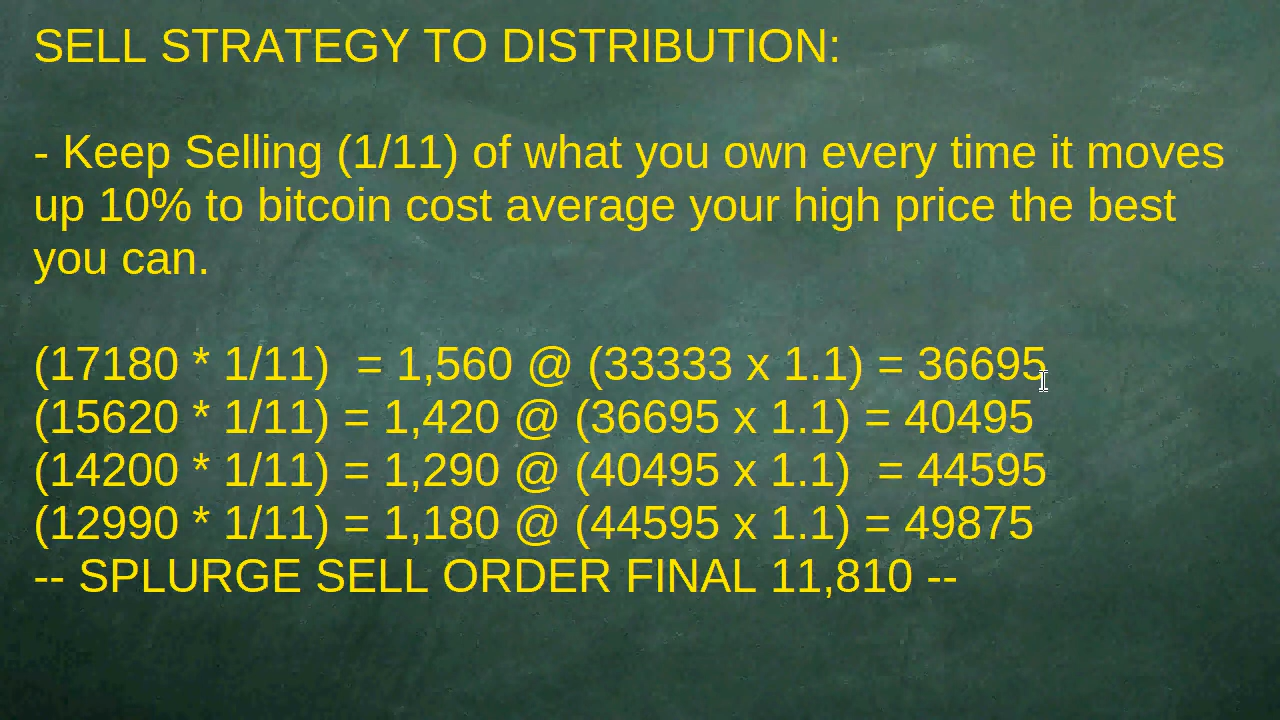 SELL STRATEGY TO DISTRIBUTION:
- Keep Selling (1/11) of what you own every time it moves
up 10% to bitcoin cost average your high price the best
you can.
(17180 * 1/11)  = 1,560 @ (33333 x 1.1) = 36695
(15620 * 1/11) = 1,420 @ (36695 x 1.1) = 40495
(14200 * 1/11) = 1,290 @ (40495 x 1.1)  = 44595
(12990 * 1/11) = 1,180 @ (44595 x 1.1) = 49875
-- SPLURGE SELL ORDER FINAL 11,810 --